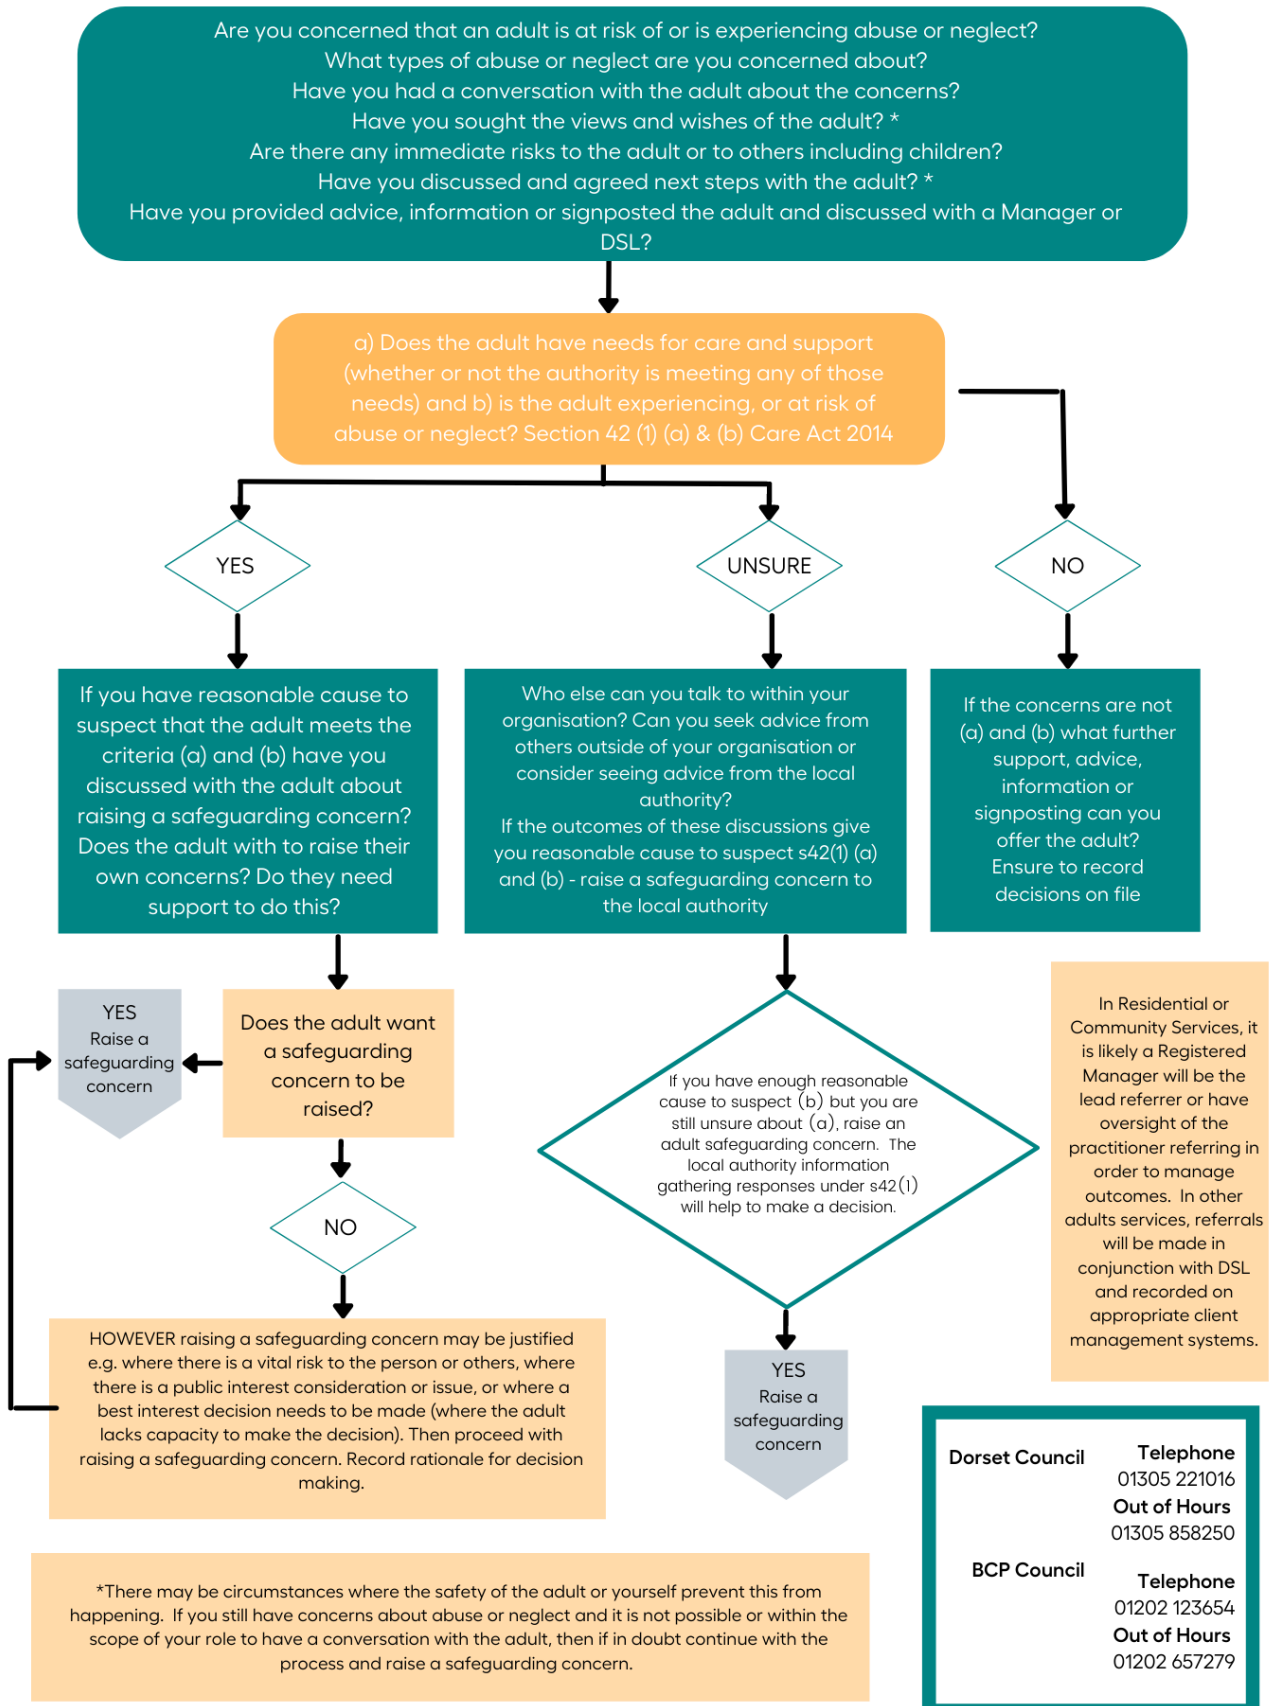 Are you concerned that an adult is at risk of or is experiencing abuse or neglect?
What types of abuse or neglect are you concerned about?
Have you had a conversation with the adult about the concerns?
Have you sought the views and wishes of the adult? *
Are there any immediate risks to the adult or to others including children?
Have you discussed and agreed next steps with the adult? *
Have you provided advice, information or signposted the adult and discussed with a Manager or
DSL?
a) Does the adult have needs for care and support
(whether or not the authority is meeting any of those
needs) and b) is the adult experiencing, or at risk of
abuse or neglect? Section 42 (1) (a) & (b) Care Act 2014
YES
UNSURE
NO
If you have reasonable cause to
suspect that the adult meets the
criteria (a) and (b) have you
discussed with the adult about
raising a safeguarding concern?
Does the adult with to raise their
own concerns? Do they need
support to do this?
Who else can you talk to within your
organisation? Can you seek advice from
others outside of your organisation or
consider seeing advice from the local
authority?
If the outcomes of these discussions give
you reasonable cause to suspect s42(1) (a)
and (b) - raise a safeguarding concern to
the local authority
If the concerns are not
(a) and (b) what further
support, advice,
information or
signposting can you
offer the adult?
Ensure to record
decisions on file
YES
Raise a
safeguarding
concern
Does the adult want
a safeguarding
concern to be
raised?
NO
HOWEVER raising a safeguarding concern may be justified
e.g. where there is a vital risk to the person or others, where
there is a public interest consideration or issue, or where a
best interest decision needs to be made (where the adult
lacks capacity to make the decision). Then proceed with
raising a safeguarding concern. Record rationale for decision
making.
If you have enough reasonable
cause to suspect (b) but you are
still unsure about (a), raise an
adult safeguarding concern. The
local authority information
gathering responses under s42(1)
will help to make a decision.
YES
Raise a
safeguarding
concern
In Residential or
Community Services, it
is likely a Registered
Manager will be the
lead referrer or have
oversight of the
practitioner referring in
order to manage
outcomes. In other
adults services, referrals
will be made in
conjunction with DSL
and recorded on
appropriate client
management systems.
Dorset Council
Telephone
01305 221016
Out of Hours
01305 858250
BCP Council
Telephone
01202 123654
Out of Hours
01202 657279
*There may be circumstances where the safety of the adult or yourself prevent this from
happening. If you still have concerns about abuse or neglect and it is not possible or within the
scope of your role to have a conversation with the adult, then if in doubt continue with the
process and raise a safeguarding concern.